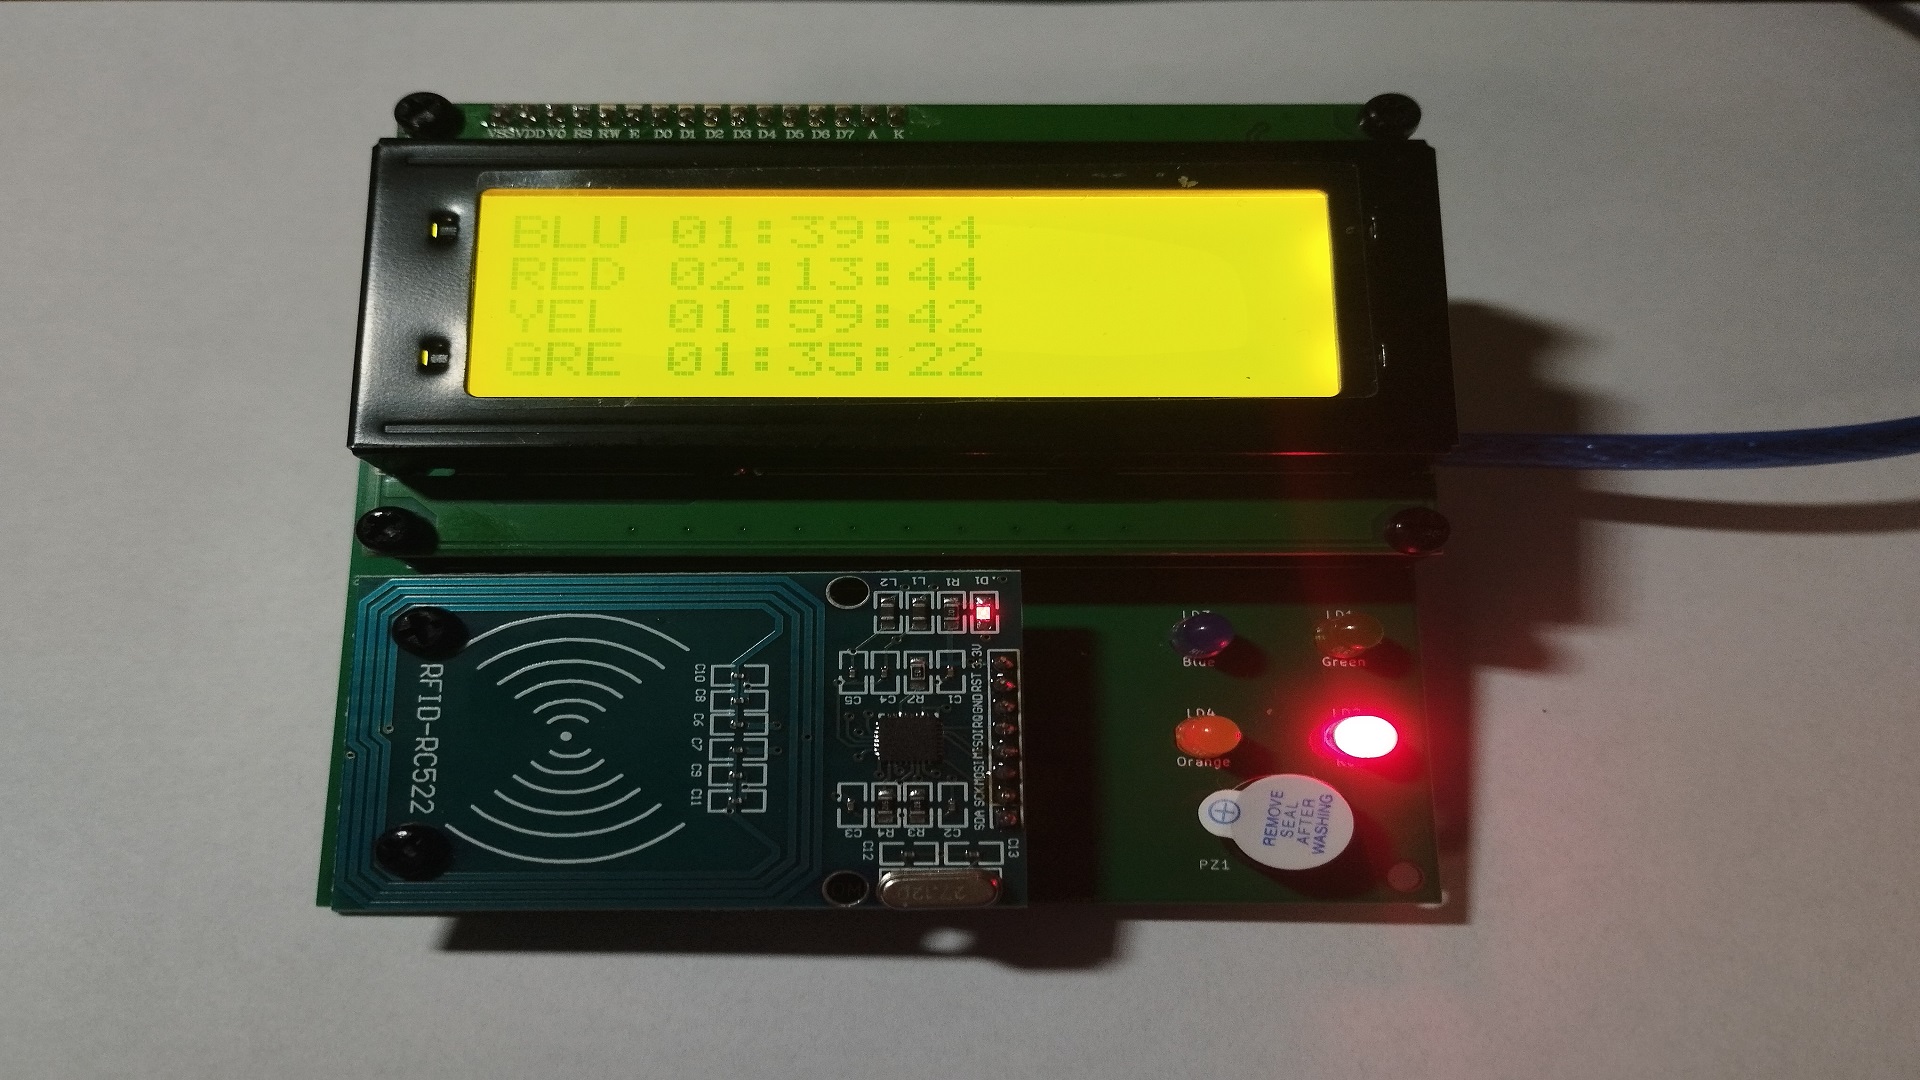 VSS VDD V0 RS RW E D0 D1 D2 D3 D4 D5 D6 D7 A K
BLU 01:39:34
RED 02:13:44
YEL 01:59:42
GRE 01:35:22
L2 L1 R1 D1
C5 C4 R2 C1
C10 C8 C6 C7 C9 C11
RFID-RC522
SDA SCK MOSI MISO IRQ GND RST 3.3V
C3 R4 R3 C2
C12 C13
Blue
Green
LD4
Orange
REMOVE
SEAL
AFTER
WASHING
PZ1